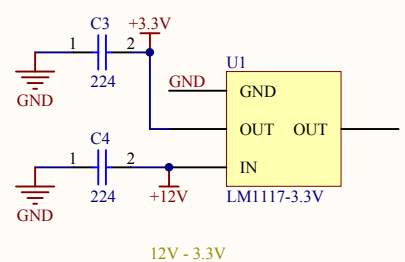 C3
+3.3V
1
2
224
GND
U1
GND
GND
OUT
OUT
IN
LM1117-3.3V
C4
1
2
224
GND
+12V
12V - 3.3V